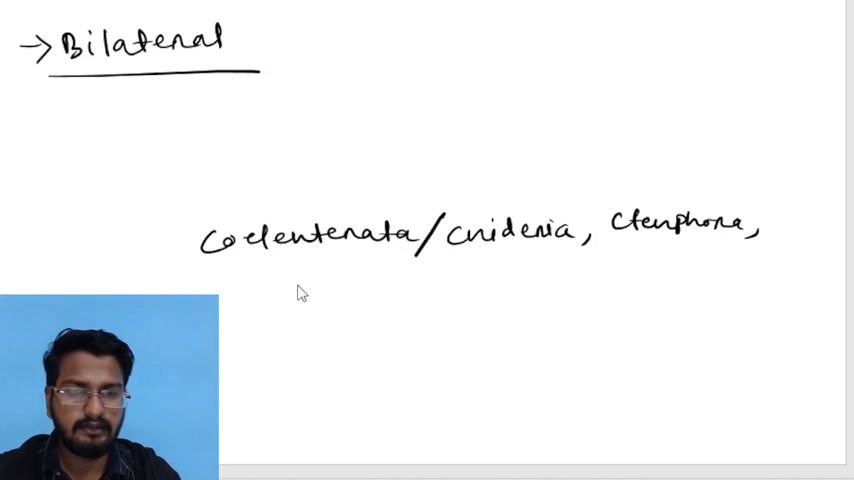 → Bilateral
Coelenterata/cnideria, Ctenphora,